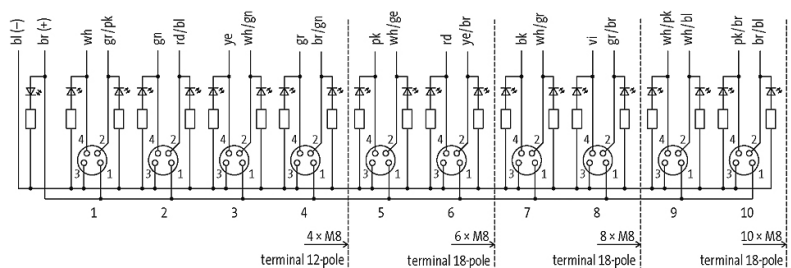 bl (–)
br (+)
wh
gr/pk
gn
rd/bl
ye
wh/gn
gr
br/gn
pk
wh/ge
rd
ye/br
bk
wh/gr
vi
gr/br
wh/pk
wh/bl
pk/br
br/bl
4 2 4 2 4 2 4 2 4 2 4 2 4 2 4 2 4 2 4 2
3 1 3 1 3 1 3 1 3 1 3 1 3 1 3 1 3 1 3 1
1 2 3 4 5 6 7 8 9 10
4 × M8 6 × M8 8 × M8 10 × M8
terminal 12-pole terminal 18-pole terminal 18-pole terminal 18-pole